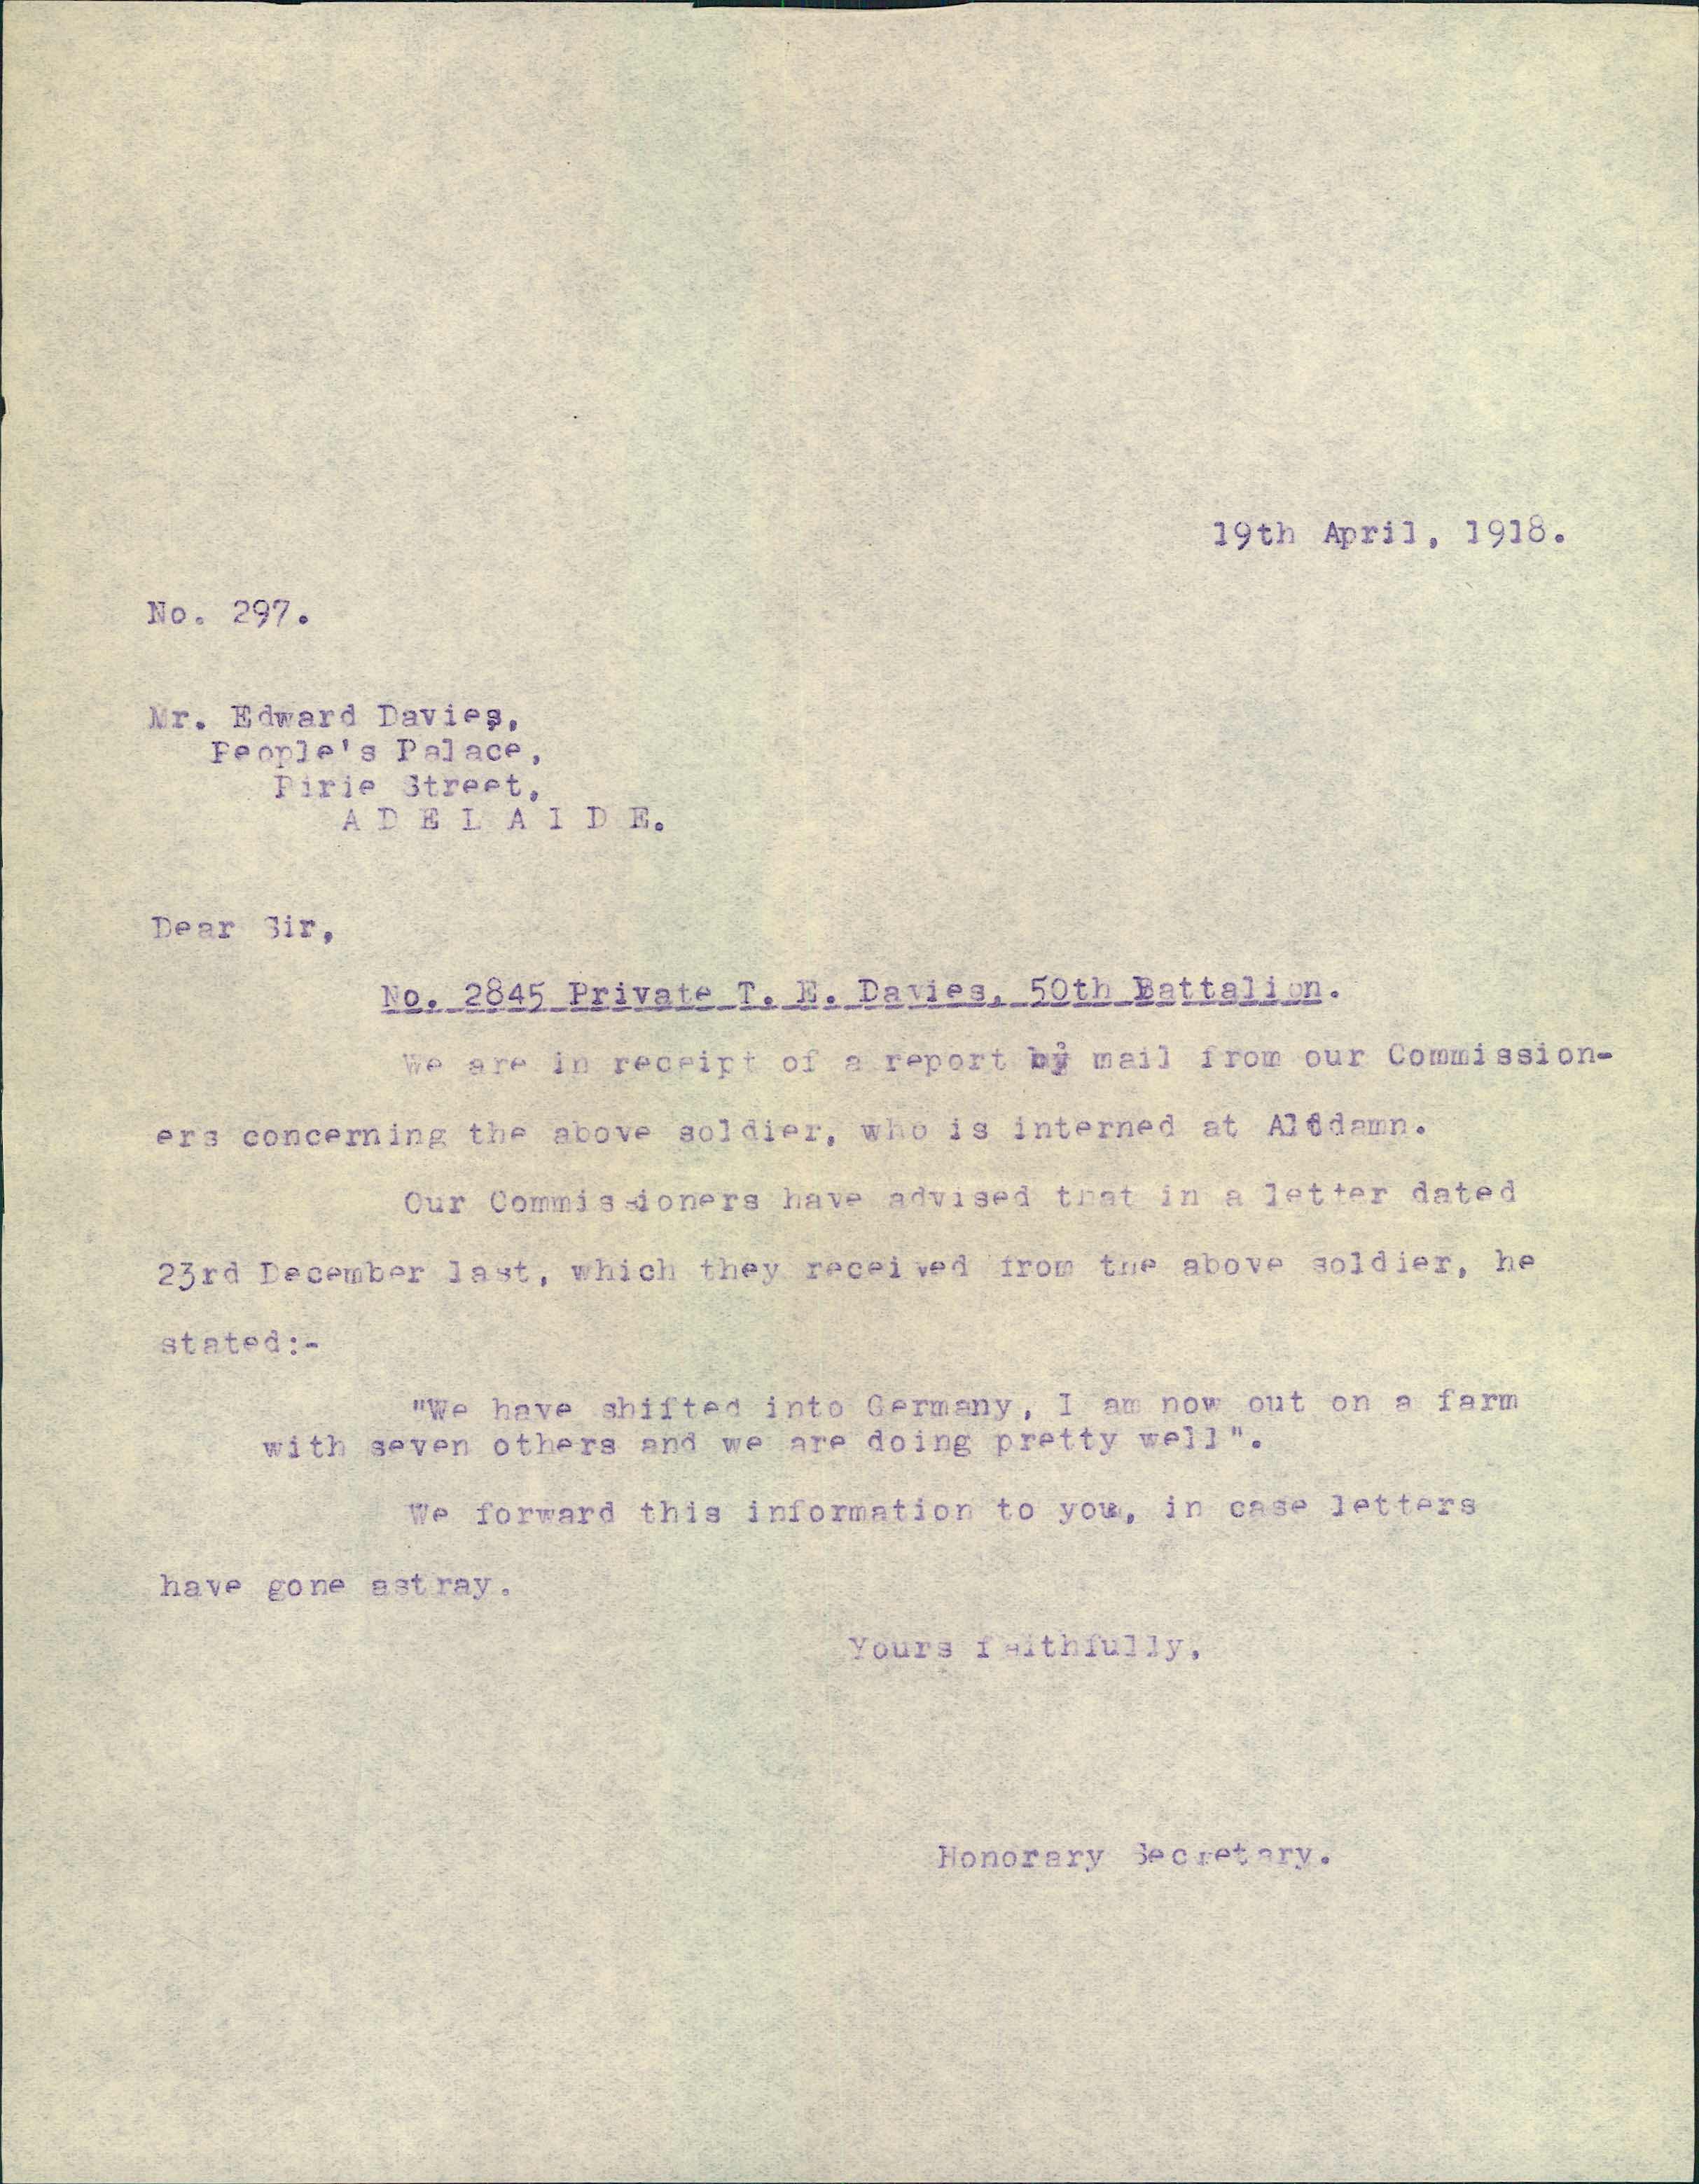 19th April, 1918.
No. 297.
Mr. Edward Davies,
People's Palace,
Pirie Street,
A D E L A I D E.
Dear Sir,
No. 2845 Private T. E. Davies, 50th Battalion.
We are in receipt of a report by mail from our Commission-
ers concerning the above soldier, who is interned at Altdamn.
Our Commissioners have advised that in a letter dated
23rd December last, which they received from the above soldier, he
stated:-
"We have shifted into Germany, I am now out on a farm
with seven others and we are doing pretty well".
We forward this information to you, in case letters
have gone astray.
Yours faithfully,
Honorary Secretary.